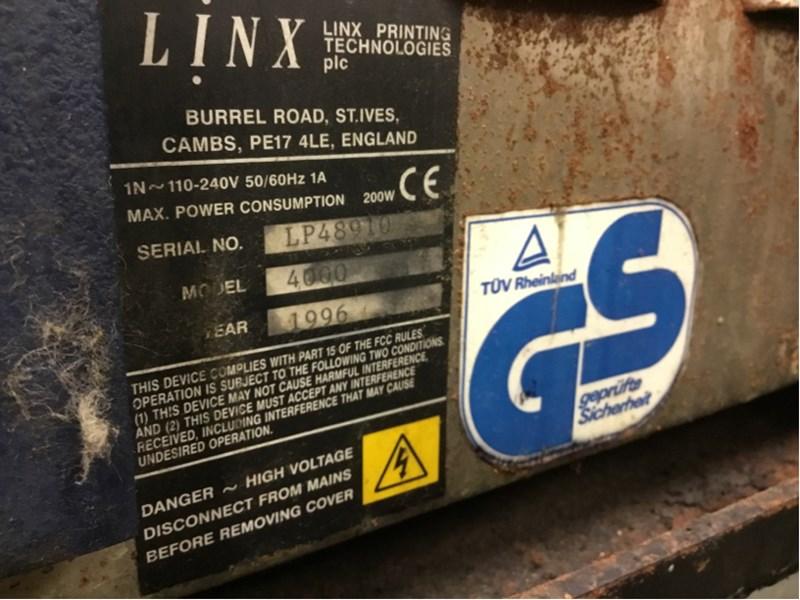 LINX
LINX PRINTING
TECHNOLOGIES
plc
BURREL ROAD, ST.IVES,
CAMBS, PE17 4LE, ENGLAND
1N ~ 110-240V 50/60Hz 1A
MAX. POWER CONSUMPTION 200W CE
SERIAL NO. LP48910
MODEL 4000
YEAR 1996
THIS DEVICE COMPLIES WITH PART 15 OF THE FCC RULES
OPERATION IS SUBJECT TO THE FOLLOWING TWO CONDITIONS.
(1) THIS DEVICE MAY NOT CAUSE HARMFUL INTERFERENCE,
AND (2) THIS DEVICE MUST ACCEPT ANY INTERFERENCE
RECEIVED, INCLUDING INTERFERENCE THAT MAY CAUSE
UNDESIRED OPERATION.
DANGER ~ HIGH VOLTAGE
DISCONNECT FROM MAINS
BEFORE REMOVING COVER
TÜV Rheinland
GS
geprüfte
Sicherheit